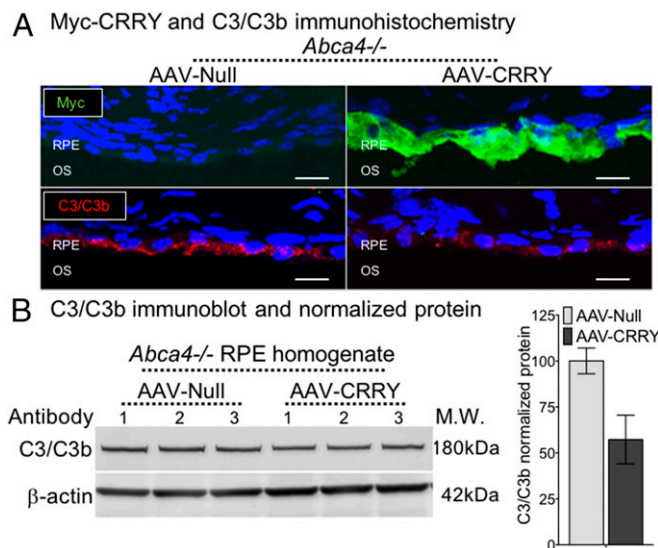 A Myc-CRRY and C3/C3b immunohistochemistry
Abca4-/-
AAV-Null AAV-CRRY
Myc
RPE RPE
OS OS
C3/C3b
RPE RPE
OS OS
B C3/C3b immunoblot and normalized protein
Abca4-/- RPE homogenate
AAV-Null AAV-CRRY
Antibody 1 2 3 1 2 3 M.W.
C3/C3b 180kDa
β-actin 42kDa
AAV-Null
AAV-CRRY
C3/C3b normalized protein
125
100
75
50
25
0